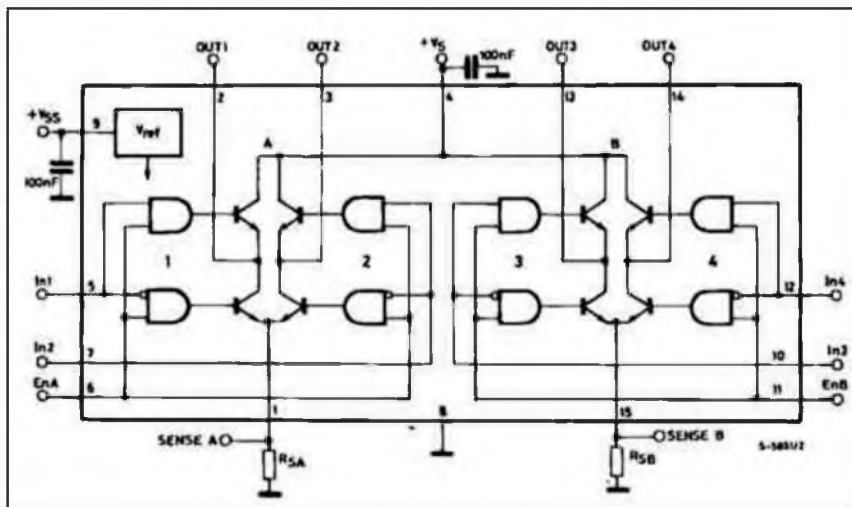 OUT1 OUT2 +Vs 100nF OUT3 OUT4
2 3 4 13 14
+Vss 9 Vref
A B
100nF
1 2 3 4
In1 5 12 In4
In2 7 10 In3
EnA 6 11 EnB
1 8 15
SENSE A SENSE B
RSA RSB